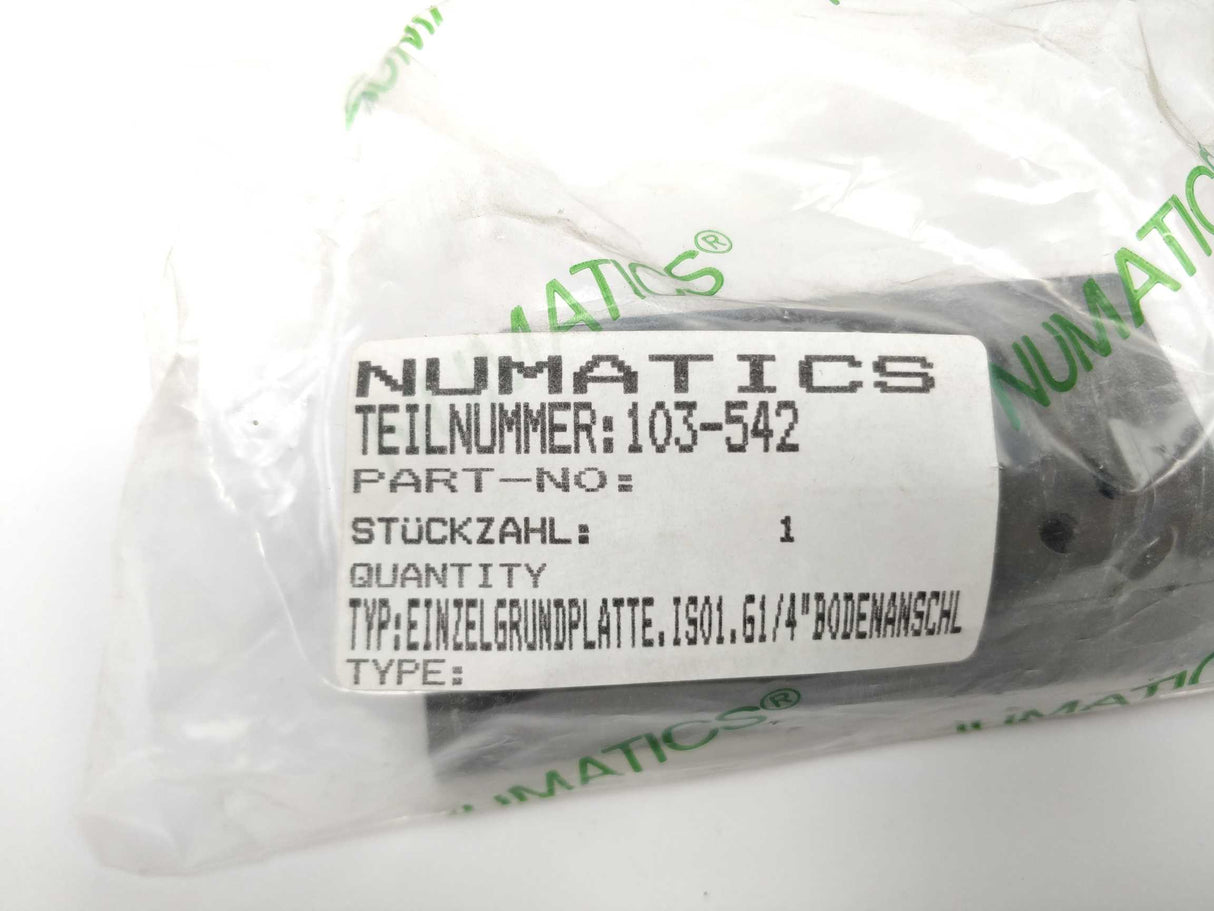 NUMATICS
NUMATICS®
NUMATICS
NUMATICS
TEILNUMMER:103-542
PART-NO:
STüCKZAHL: 1
QUANTITY
TYP:EINZELGRUNDPLATTE.ISO1.G1/4"BODENANSCHL
TYPE:
NUMATICS®
NUMATICS